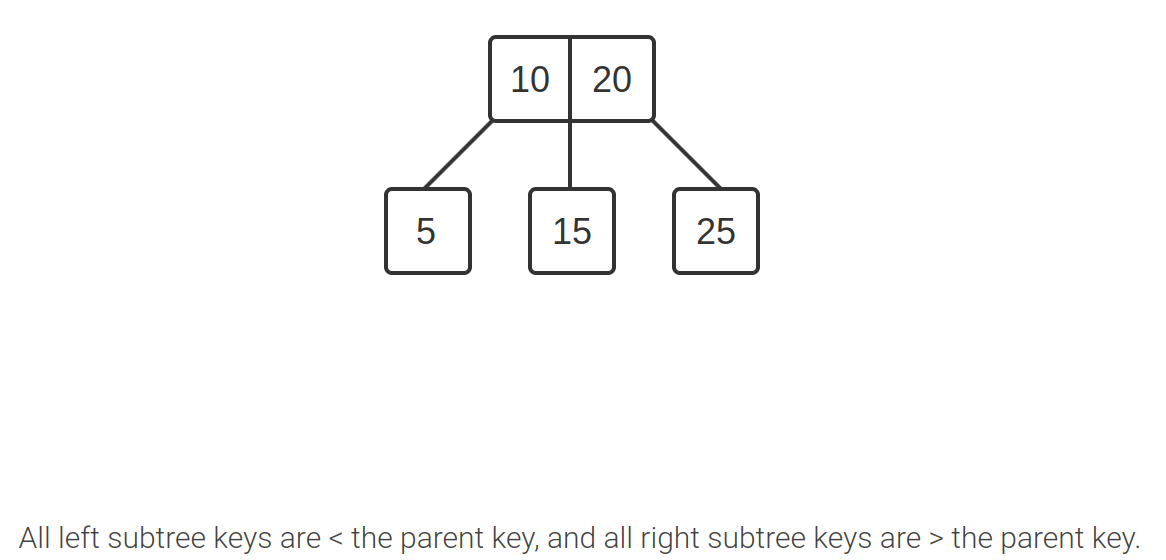 10 20
5 15 25
All left subtree keys are < the parent key, and all right subtree keys are > the parent key.